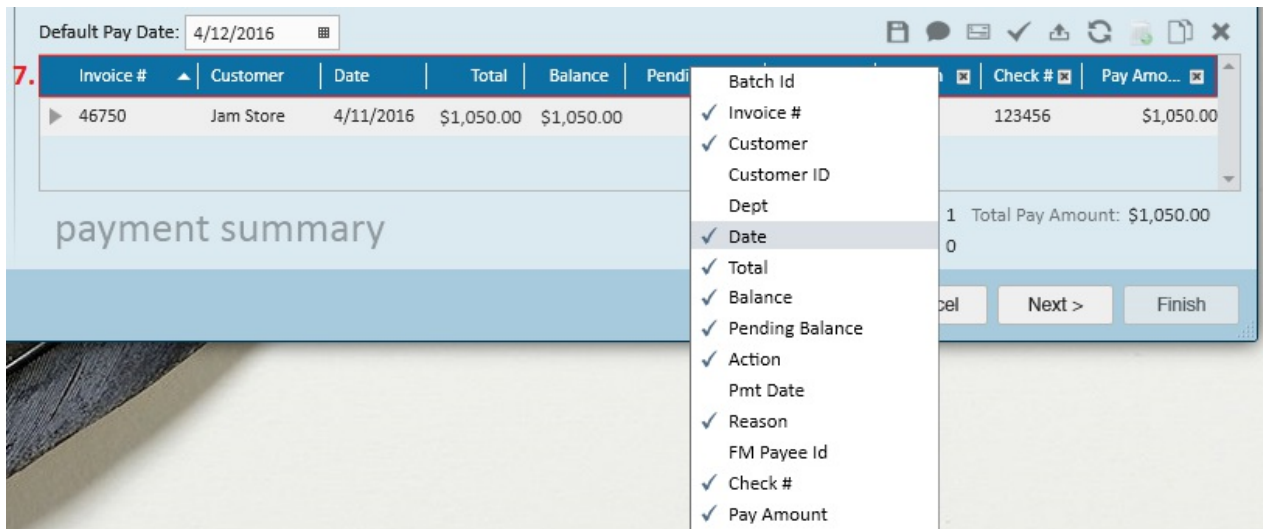 Default Pay Date: 4/12/2016
7. Invoice # Customer Date Total Balance Pendi Check # Pay Amo...
46750 Jam Store 4/11/2016 $1,050.00 $1,050.00 123456 $1,050.00
Batch Id
Invoice #
Customer
Customer ID
Dept
Date
Total
Balance
Pending Balance
Action
Pmt Date
Reason
FM Payee Id
Check #
Pay Amount
payment summary
1 Total Pay Amount: $1,050.00
0
cel Next > Finish